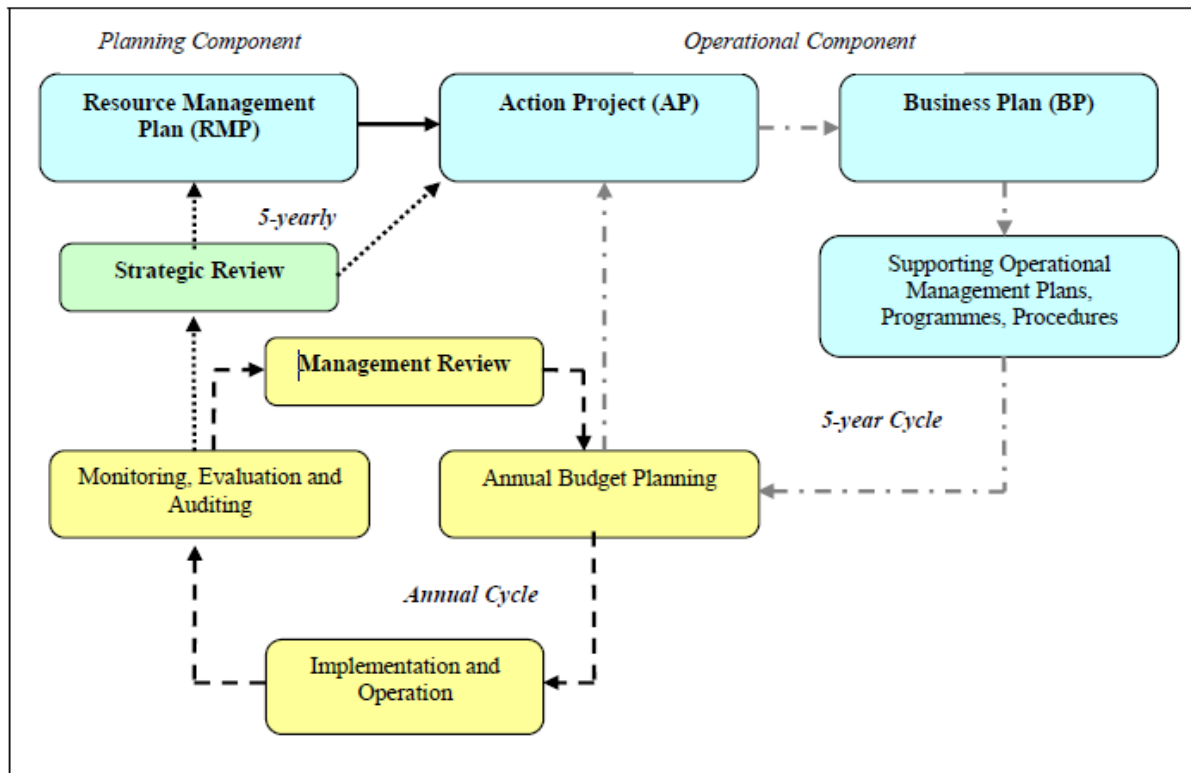 Planning Component
Operational Component
Resource Management
Plan (RMP)
Action Project (AP)
Business Plan (BP)
5-yearly
Strategic Review
Supporting Operational
Management Plans,
Programmes, Procedures
Management Review
5-year Cycle
Monitoring, Evaluation and
Auditing
Annual Budget Planning
Annual Cycle
Implementation and
Operation